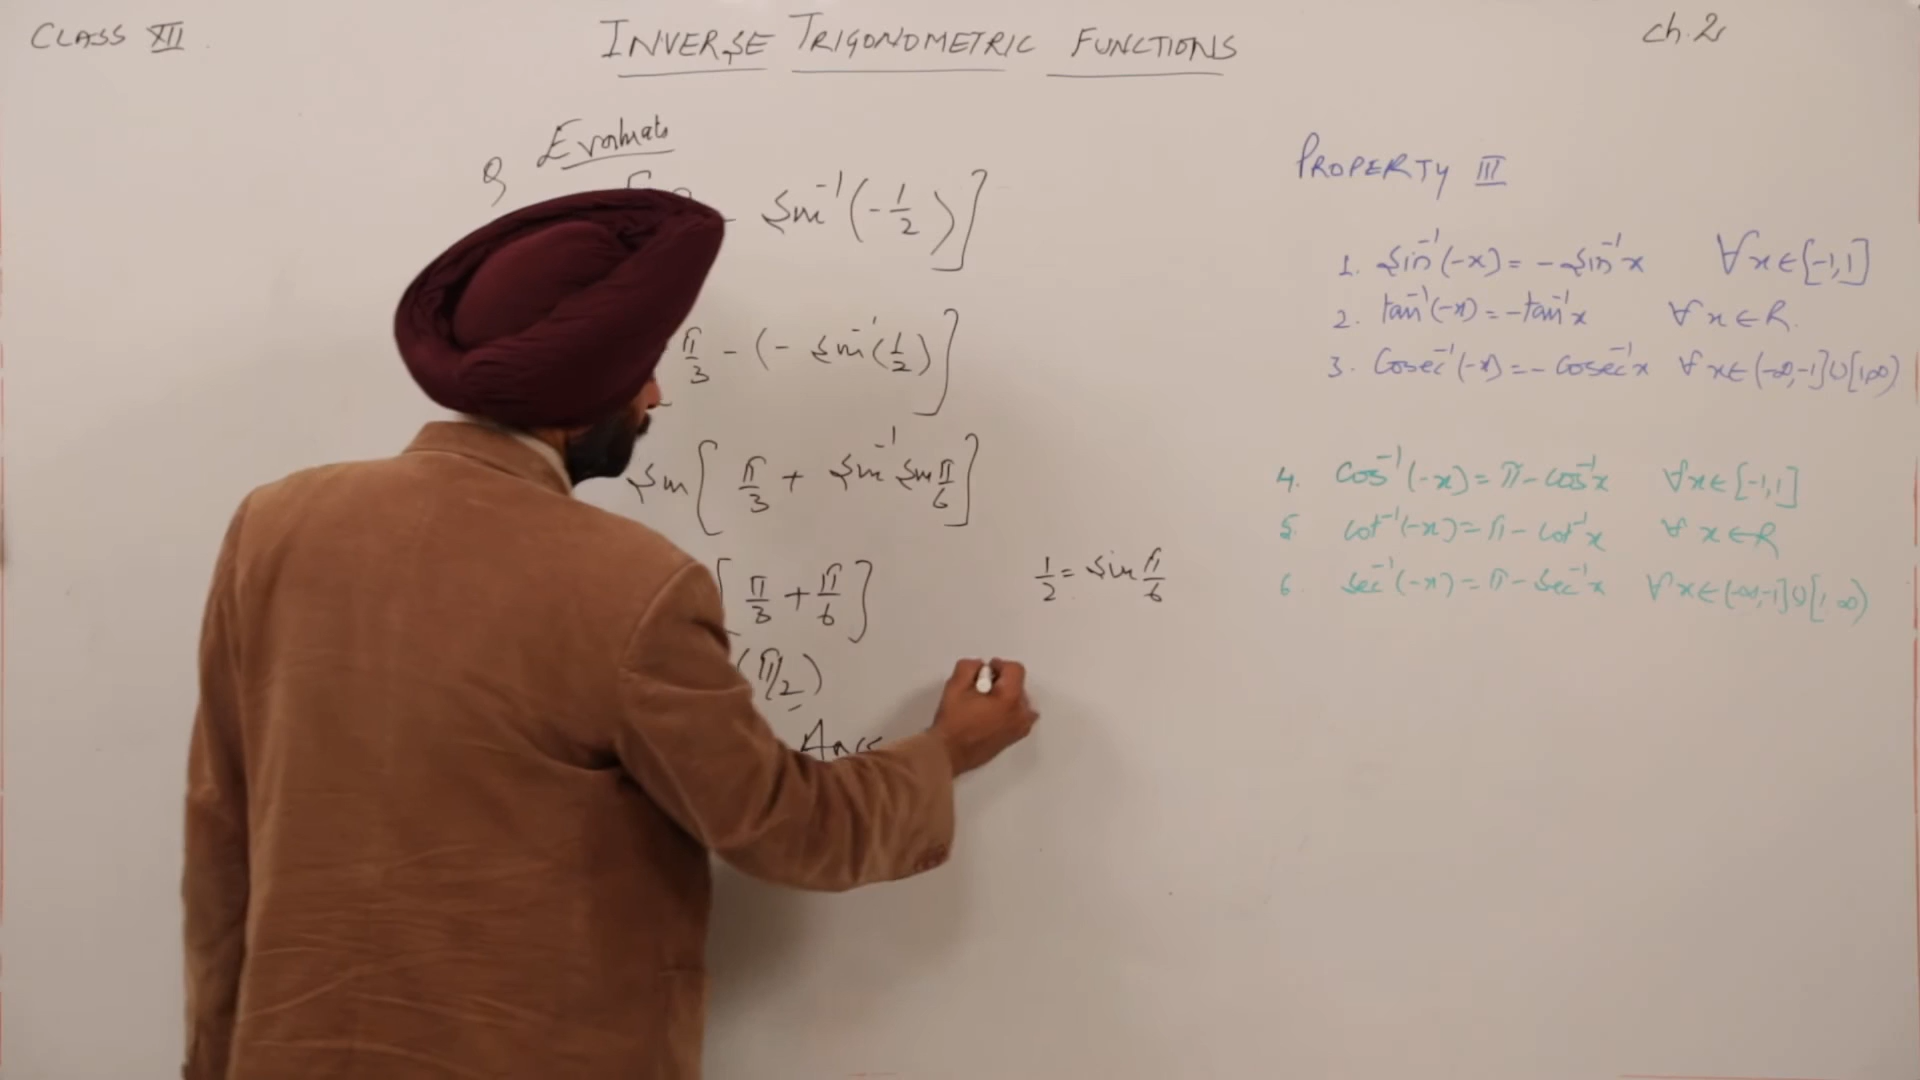 CLASS XII
INVERSE TRIGONOMETRIC FUNCTIONS
Ch. 2
Q Evaluate
- Sin⁻¹(-1/2)]
π/3 - (- Sin⁻¹(1/2)]
Sin[π/3 + Sin⁻¹ Sin π/6]
[π/3 + π/6]
1/2 = Sin π/6
(π/2)
Ans
PROPERTY III
1. Sin⁻¹(-x) = - Sin⁻¹x ∀ x ∈ [-1,1]
2. tan⁻¹(-x) = -tan⁻¹x ∀ x ∈ R.
3. Cosec⁻¹(-x) = - Cosec⁻¹x ∀ x ∈ (-∞,-1]∪[1,∞)
4. Cos⁻¹(-x) = π - cos⁻¹x ∀ x ∈ [-1,1]
5. Cot⁻¹(-x) = π - Cot⁻¹x ∀ x ∈ R
6. Sec⁻¹(-x) = π - Sec⁻¹x ∀ x ∈ (-∞,-1]∪[1,∞)